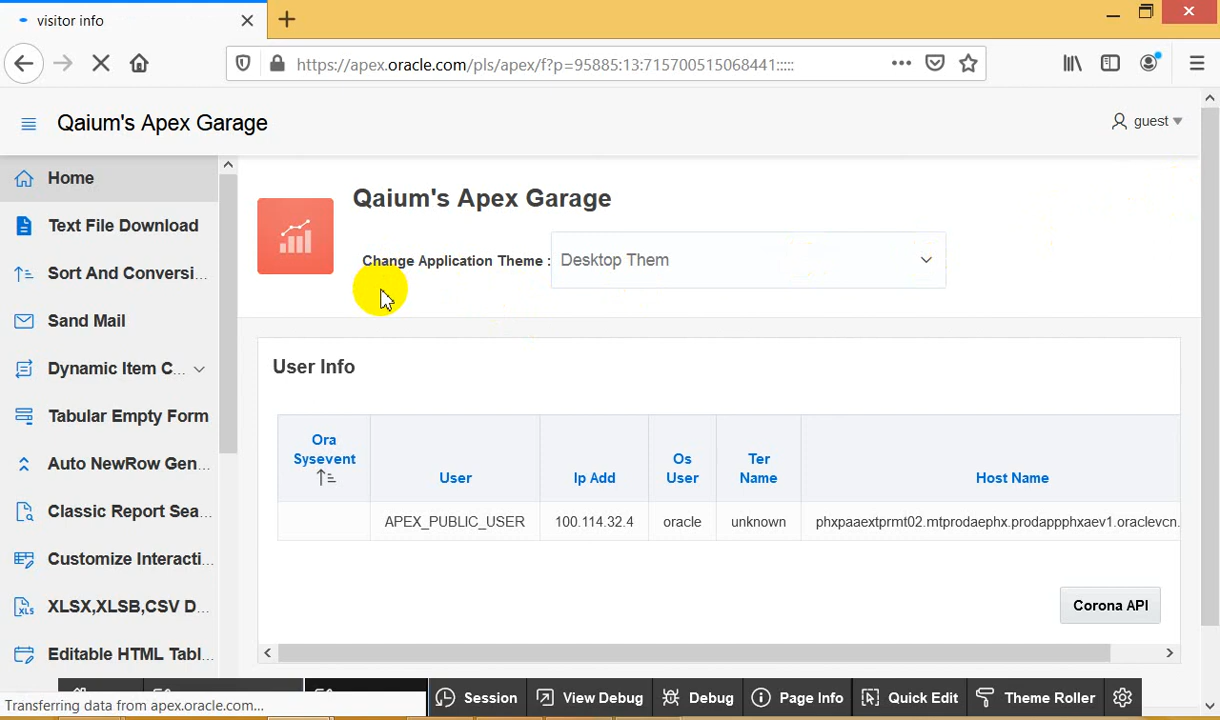 visitor info
https://apex.oracle.com/pls/apex/f?p=95885:13:715700515068441:::::
Qaium's Apex Garage
guest
Home
Text File Download
Sort And Conversi...
Sand Mail
Dynamic Item C...
Tabular Empty Form
Auto NewRow Gen...
Classic Report Sea...
Customize Interacti...
XLSX,XLSB,CSV D...
Editable HTML Tabl...
Qaium's Apex Garage
Change Application Theme : Desktop Them
User Info
Ora Sysevent User Ip Add Os User Ter Name Host Name
APEX_PUBLIC_USER 100.114.32.4 oracle unknown phxpaaextprmt02.mtprodaephx.prodappphxaev1.oraclevcn.
Corona API
Session View Debug Debug Page Info Quick Edit Theme Roller
Transferring data from apex.oracle.com...